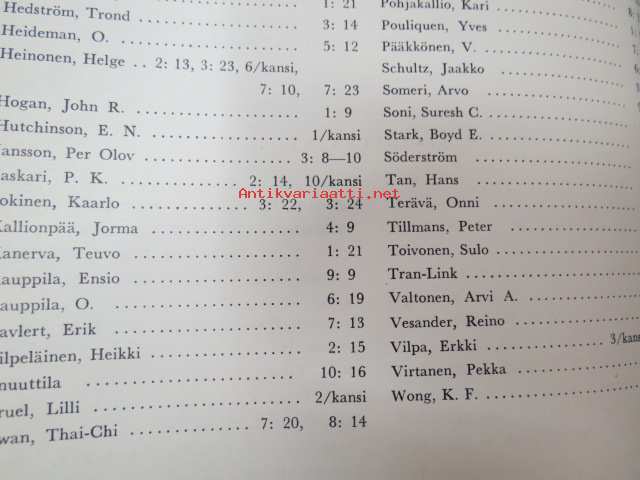 Hedström, Trond 1: 21
Heideman, O. 3: 14
5: 12
Heinonen, Helge .. 2: 13, 3: 23, 6/kansi,
7: 10, 7: 23
Hogan, John R. 1: 9
Hutchinson, E. N. 1/kansi
ansson, Per Olov 3: 8—10
askari, P. K. 2: 14, 10/kansi
okinen, Kaarlo 3: 22, 3: 24
Kallionpää, Jorma 4: 9
Kanerva, Teuvo 1: 21
auppila, Ensio 9: 9
auppila, O. 6: 19
avlert, Erik 7: 13
ilpeläinen, Heikki 2: 15
nuuttila 10: 16
ruel, Lilli 2/kansi
wan, Thai-Chi 7: 20, 8: 14
Pohjakallio, Kari
Pouliquen, Yves
Pääkkönen, V.
Schultz, Jaakko
Someri, Arvo
Soni, Suresh C.
Stark, Boyd E.
Söderström
Tan, Hans
Terävä, Onni
Tillmans, Peter
Toivonen, Sulo
Tran-Link
Valtonen, Arvi A.
Vesander, Reino
Vilpa, Erkki 3/kans
Virtanen, Pekka
Wong, K. F.
Antikvariaatti.net